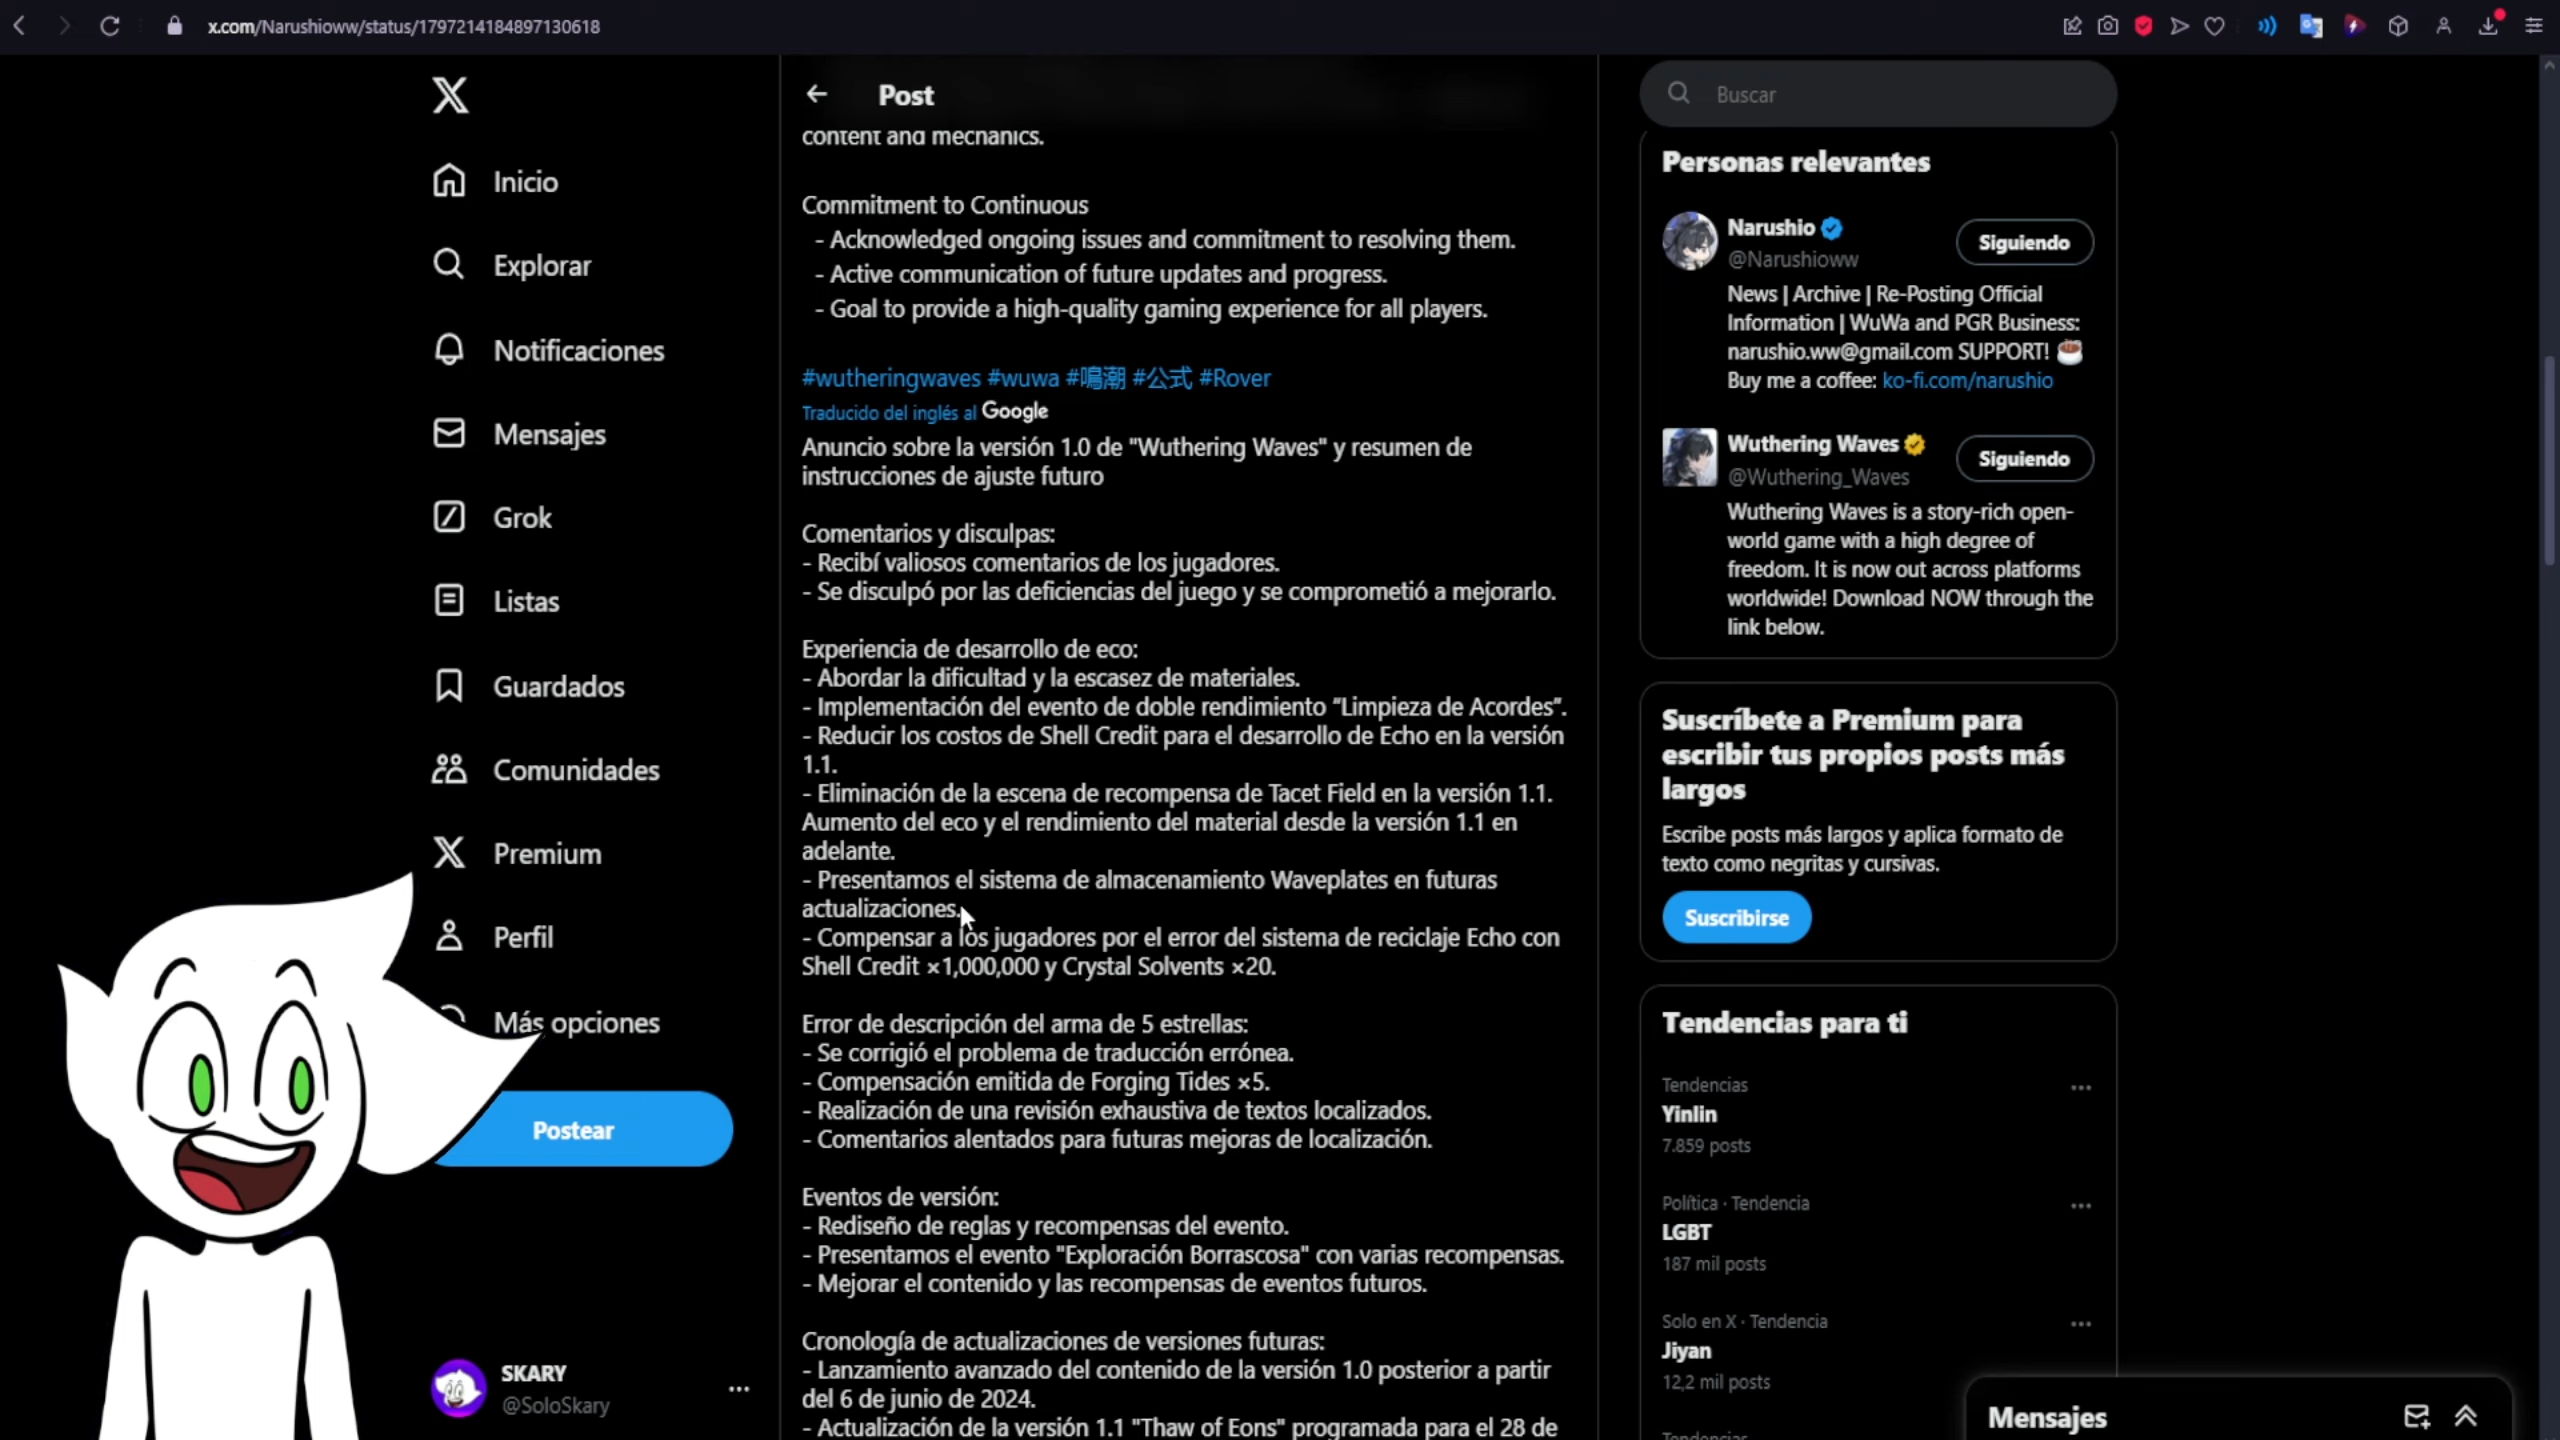 x.com/Narushioww/status/1797214184897130618
Inicio
Explorar
Notificaciones
Mensajes
Grok
Listas
Guardados
Comunidades
Premium
Perfil
Más opciones
Postear
SKARY
@SoloSkary
Post
content and mechanics.
Commitment to Continuous
- Acknowledged ongoing issues and commitment to resolving them.
- Active communication of future updates and progress.
- Goal to provide a high-quality gaming experience for all players.
#wutheringwaves #wuwa #鳴潮 #公式 #Rover
Traducido del inglés al Google
Anuncio sobre la versión 1.0 de "Wuthering Waves" y resumen de
instrucciones de ajuste futuro
Comentarios y disculpas:
- Recibí valiosos comentarios de los jugadores.
- Se disculpó por las deficiencias del juego y se comprometió a mejorarlo.
Experiencia de desarrollo de eco:
- Abordar la dificultad y la escasez de materiales.
- Implementación del evento de doble rendimiento "Limpieza de Acordes".
- Reducir los costos de Shell Credit para el desarrollo de Echo en la versión
1.1.
- Eliminación de la escena de recompensa de Tacet Field en la versión 1.1.
Aumento del eco y el rendimiento del material desde la versión 1.1 en
adelante.
- Presentamos el sistema de almacenamiento Waveplates en futuras
actualizaciones.
- Compensar a los jugadores por el error del sistema de reciclaje Echo con
Shell Credit ×1,000,000 y Crystal Solvents ×20.
Error de descripción del arma de 5 estrellas:
- Se corrigió el problema de traducción errónea.
- Compensación emitida de Forging Tides ×5.
- Realización de una revisión exhaustiva de textos localizados.
- Comentarios alentados para futuras mejoras de localización.
Eventos de versión:
- Rediseño de reglas y recompensas del evento.
- Presentamos el evento "Exploración Borrascosa" con varias recompensas.
- Mejorar el contenido y las recompensas de eventos futuros.
Cronología de actualizaciones de versiones futuras:
- Lanzamiento avanzado del contenido de la versión 1.0 posterior a partir
del 6 de junio de 2024.
- Actualización de la versión 1.1 "Thaw of Eons" programada para el 28 de
Buscar
Personas relevantes
Narushio
@Narushioww
Siguiendo
News | Archive | Re-Posting Official
Information | WuWa and PGR Business:
narushio.ww@gmail.com SUPPORT!
Buy me a coffee: ko-fi.com/narushio
Wuthering Waves
@Wuthering_Waves
Siguiendo
Wuthering Waves is a story-rich open-
world game with a high degree of
freedom. It is now out across platforms
worldwide! Download NOW through the
link below.
Suscríbete a Premium para
escribir tus propios posts más
largos
Escribe posts más largos y aplica formato de
texto como negritas y cursivas.
Suscribirse
Tendencias para ti
Tendencias
Yinlin
7.859 posts
Política · Tendencia
LGBT
187 mil posts
Solo en X · Tendencia
Jiyan
12,2 mil posts
Tendencias
Mensajes